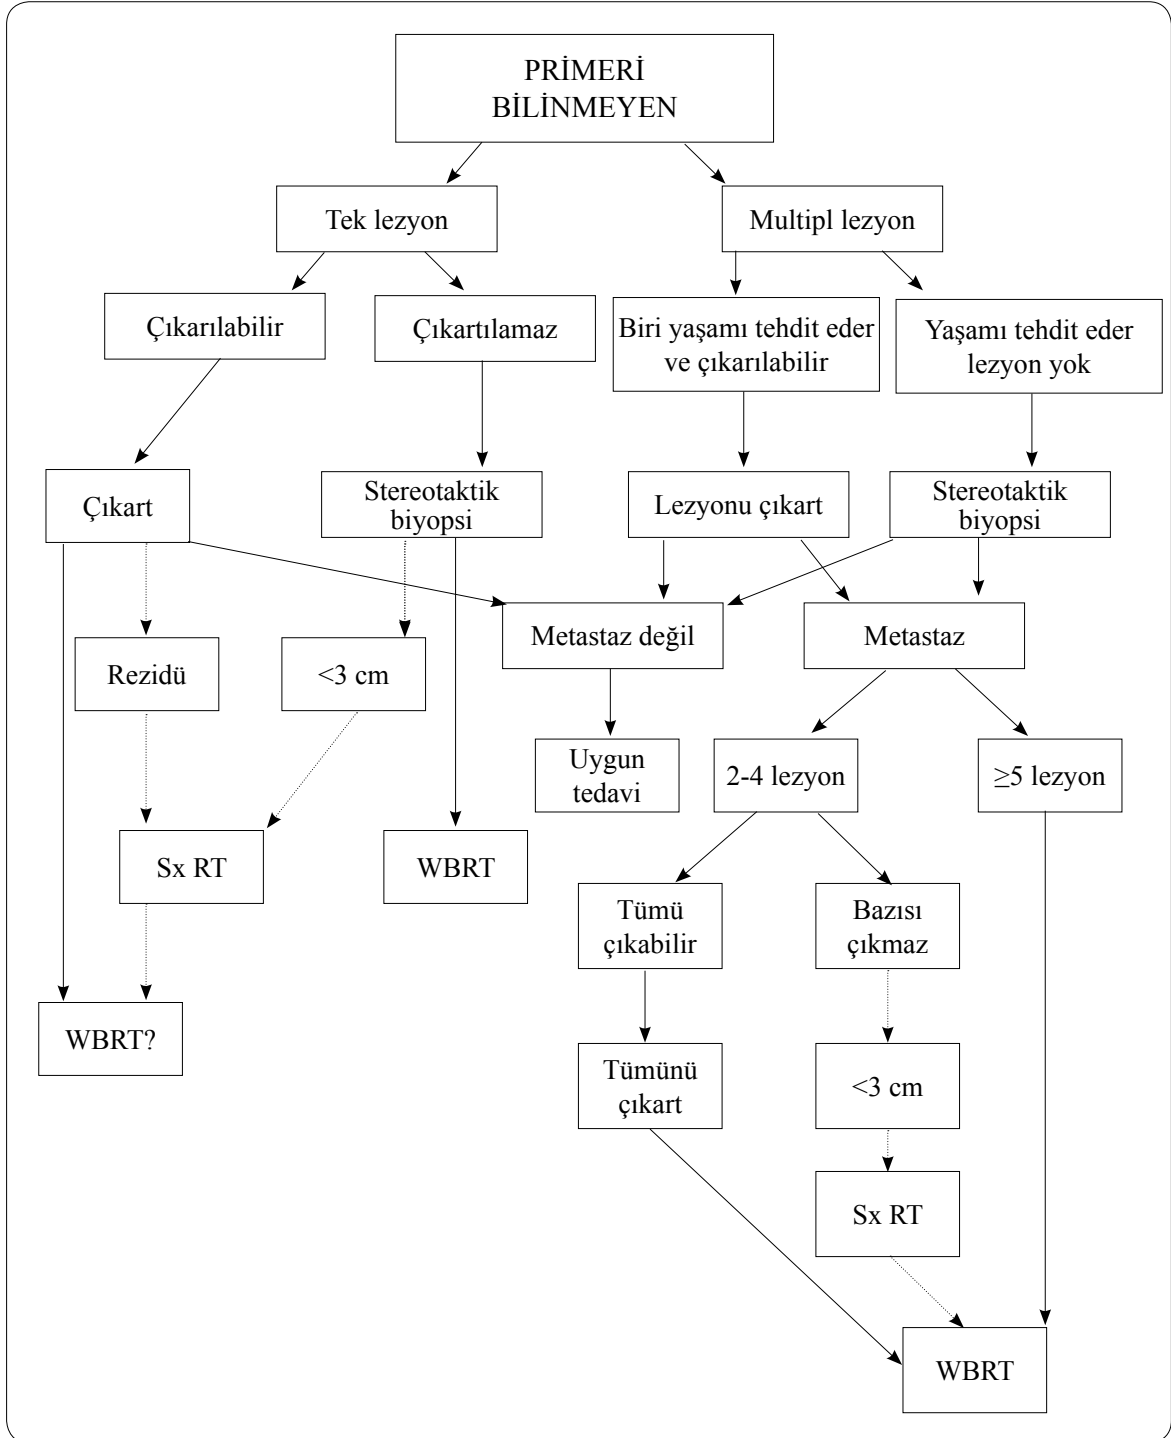 PRİMERİ
BİLİNMEYEN
Tek lezyon
Multipl lezyon
Çıkarılabilir
Çıkartılamaz
Biri yaşamı tehdit eder
ve çıkarılabilir
Yaşamı tehdit eder
lezyon yok
Çıkart
Stereotaktik
biyopsi
Lezyonu çıkart
Stereotaktik
biyopsi
Rezidü
<3 cm
Metastaz değil
Metastaz
Uygun
tedavi
2-4 lezyon
≥5 lezyon
Sx RT
WBRT
Tümü
çıkabilir
Bazısı
çıkmaz
WBRT?
Tümünü
çıkart
<3 cm
Sx RT
WBRT